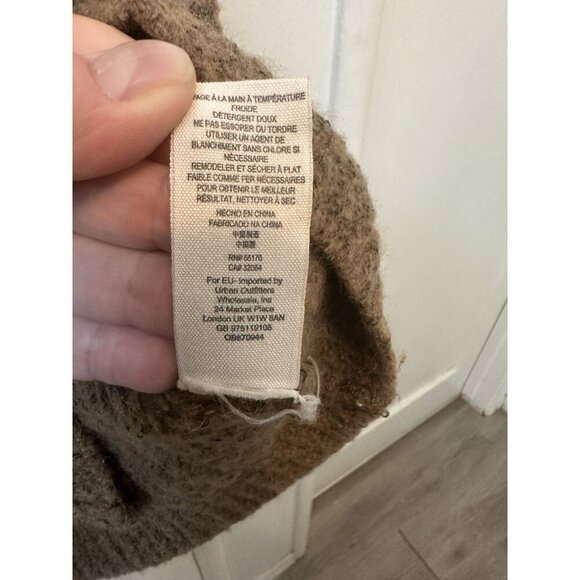 AGE À LA MAIN À TEMPÉRATURE
FROIDE
DÉTERGENT DOUX
NE PAS ESSORER OU TORDRE
UTILISER UN AGENT DE
BLANCHIMENT SANS CHLORE SI
NÉCESSAIRE
REMODELER ET SÉCHER À PLAT
FAIBLE COMME FER NÉCESSAIRES
POUR OBTENIR LE MEILLEUR
RÉSULTAT, NETTOYER À SEC
HECHO EN CHINA
FABRICADO NA CHINA
中國製造
中国制造
RN# 66170
CA# 32054
For EU- Imported by
Urban Outfitters
Wholesale, Inc
24 Market Place
London UK W1W 8AN
GB 975119105
OB870944